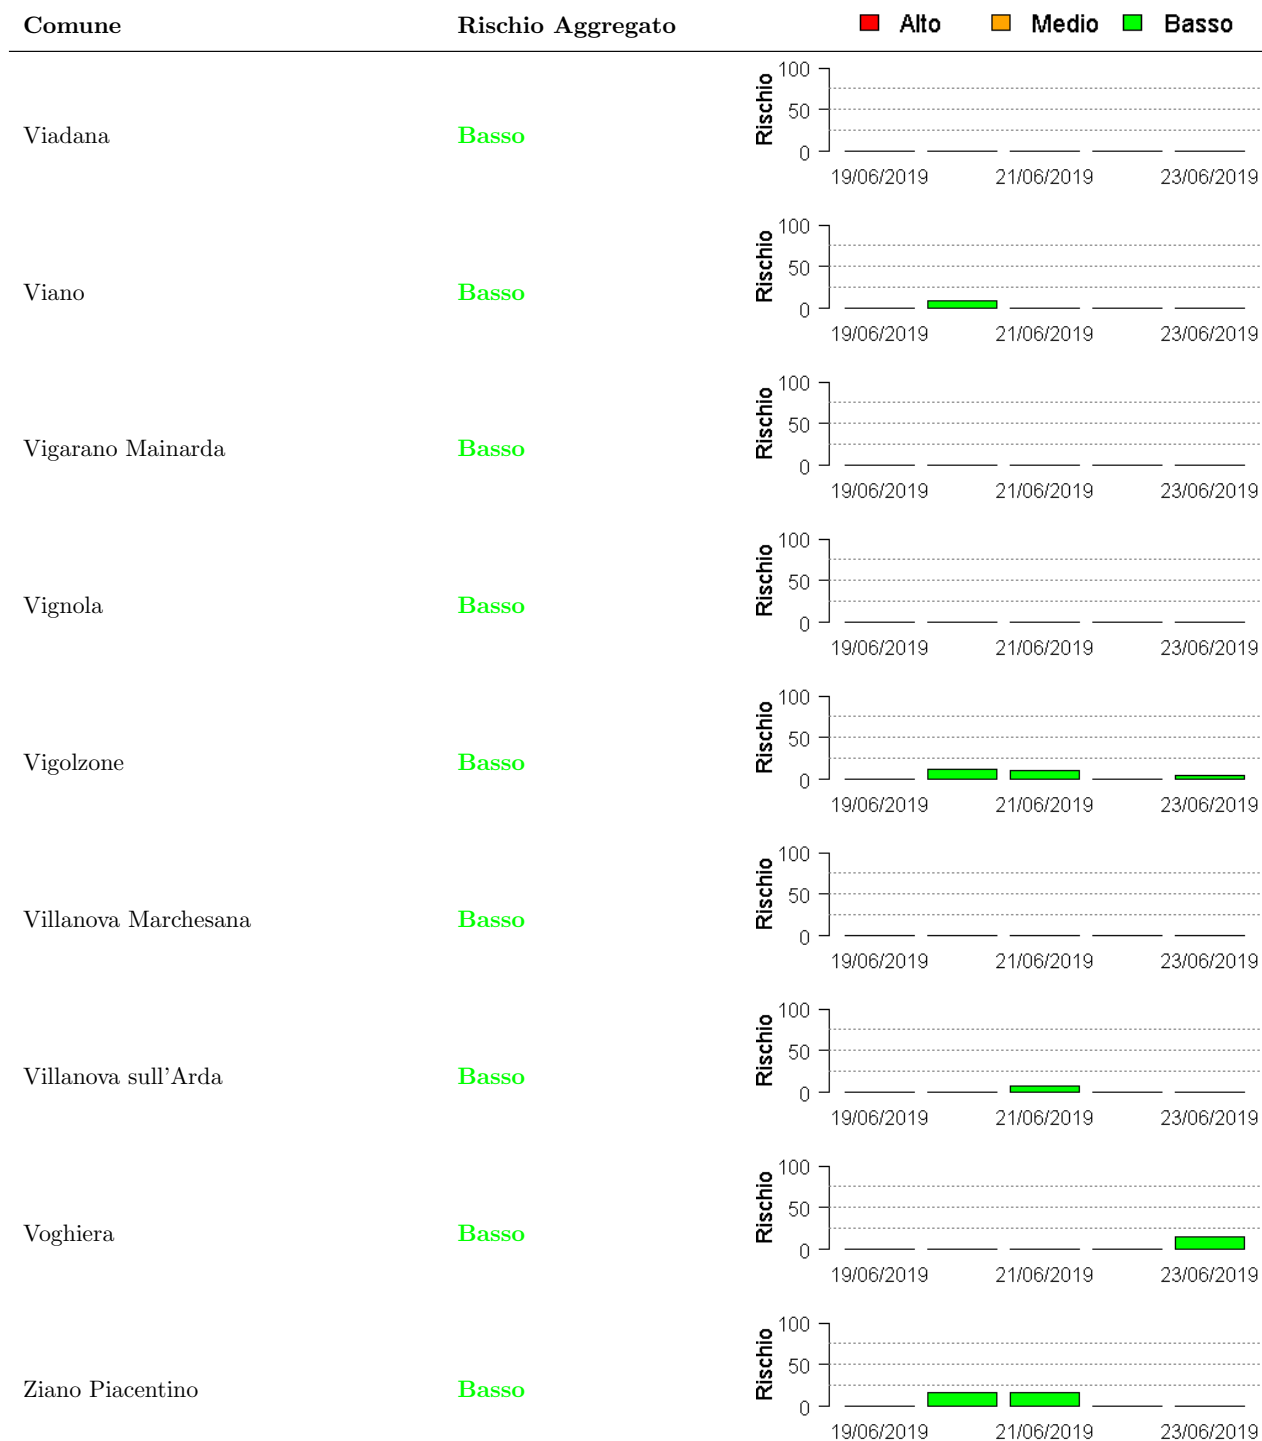 Comune Rischio Aggregato Alto Medio Basso
Viadana Basso Rischio 100 50 0
19/06/2019 21/06/2019 23/06/2019
Viano Basso Rischio 100 50 0
19/06/2019 21/06/2019 23/06/2019
Vigarano Mainarda Basso Rischio 100 50 0
19/06/2019 21/06/2019 23/06/2019
Vignola Basso Rischio 100 50 0
19/06/2019 21/06/2019 23/06/2019
Vigolzone Basso Rischio 100 50 0
19/06/2019 21/06/2019 23/06/2019
Villanova Marchesana Basso Rischio 100 50 0
19/06/2019 21/06/2019 23/06/2019
Villanova sull'Arda Basso Rischio 100 50 0
19/06/2019 21/06/2019 23/06/2019
Voghiera Basso Rischio 100 50 0
19/06/2019 21/06/2019 23/06/2019
Ziano Piacentino Basso Rischio 100 50 0
19/06/2019 21/06/2019 23/06/2019